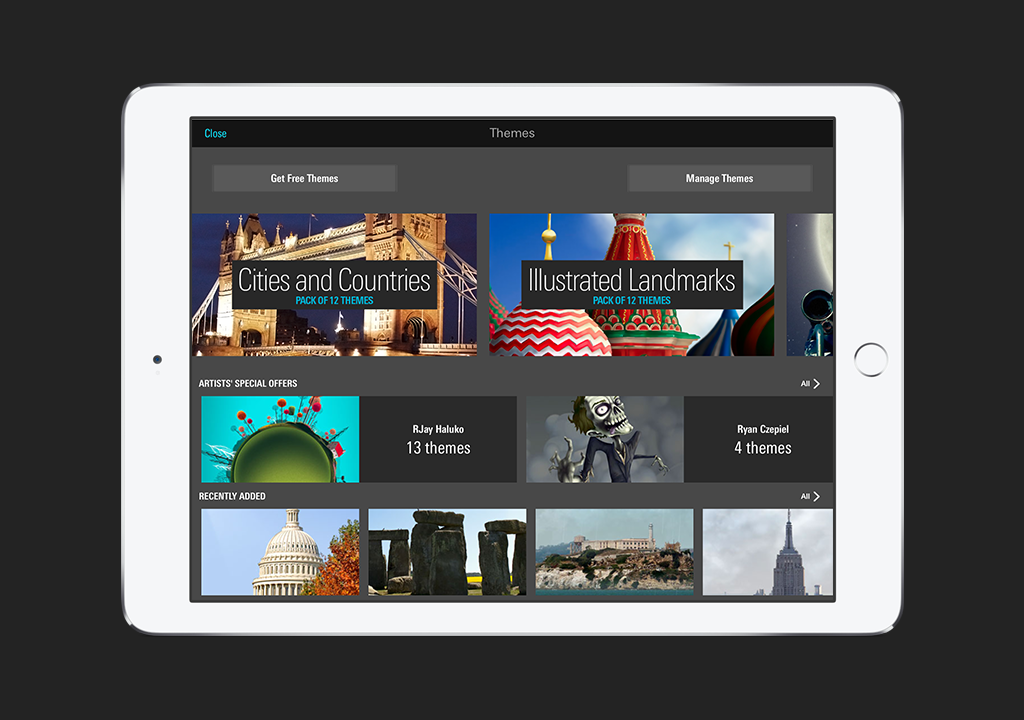 Close
Themes
Get Free Themes
Manage Themes
Cities and Countries
PACK OF 12 THEMES
Illustrated Landmarks
PACK OF 12 THEMES
ARTISTS' SPECIAL OFFERS
All
RJay Haluko
13 themes
Ryan Czepiel
4 themes
RECENTLY ADDED
All